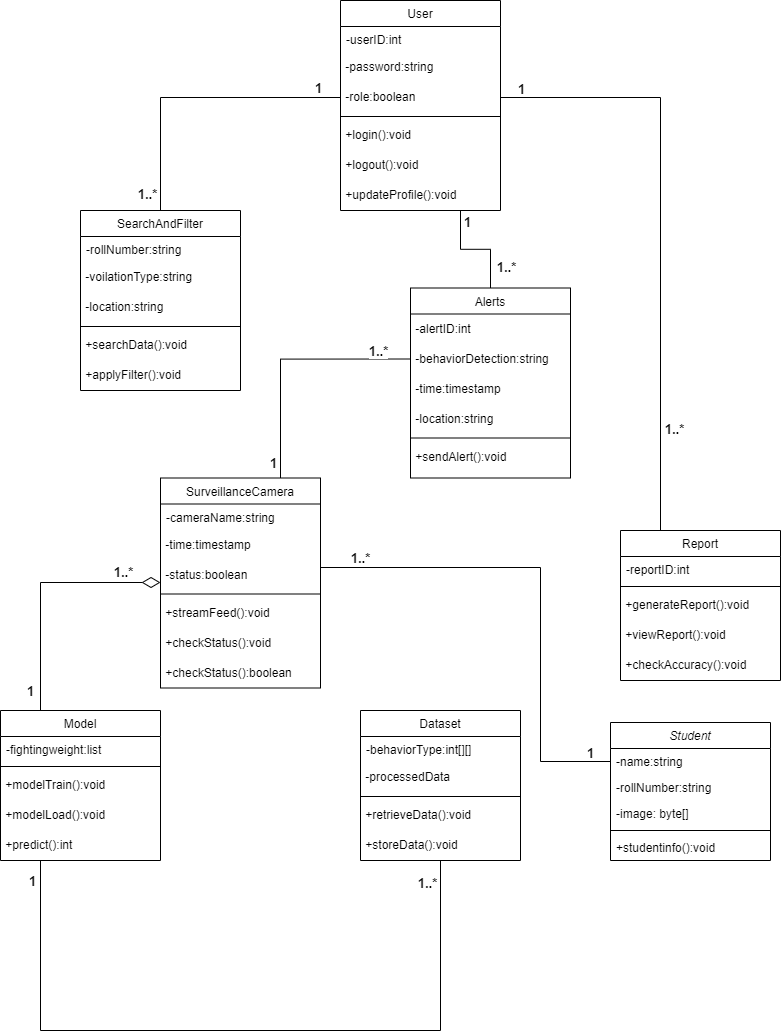 User
-userID:int
-password:string
-role:boolean
+login():void
+logout():void
+updateProfile():void
1
1
1..*
1
1..*
1..*
SearchAndFilter
-rollNumber:string
-voilationType:string
-location:string
+searchData():void
+applyFilter():void
Alerts
-alertID:int
-behaviorDetection:string
-time:timestamp
-location:string
+sendAlert():void
1..*
1
SurveillanceCamera
-cameraName:string
-time:timestamp
-status:boolean
+streamFeed():void
+checkStatus():void
+checkStatus():boolean
1..*
1..*
Report
-reportID:int
+generateReport():void
+viewReport():void
+checkAccuracy():void
1
1
Model
-fightingweight:list
+modelTrain():void
+modelLoad():void
+predict():int
Dataset
-behaviorType:int[][]
-processedData
+retrieveData():void
+storeData():void
Student
-name:string
-rollNumber:string
-image: byte[]
+studentinfo():void
1
1..*